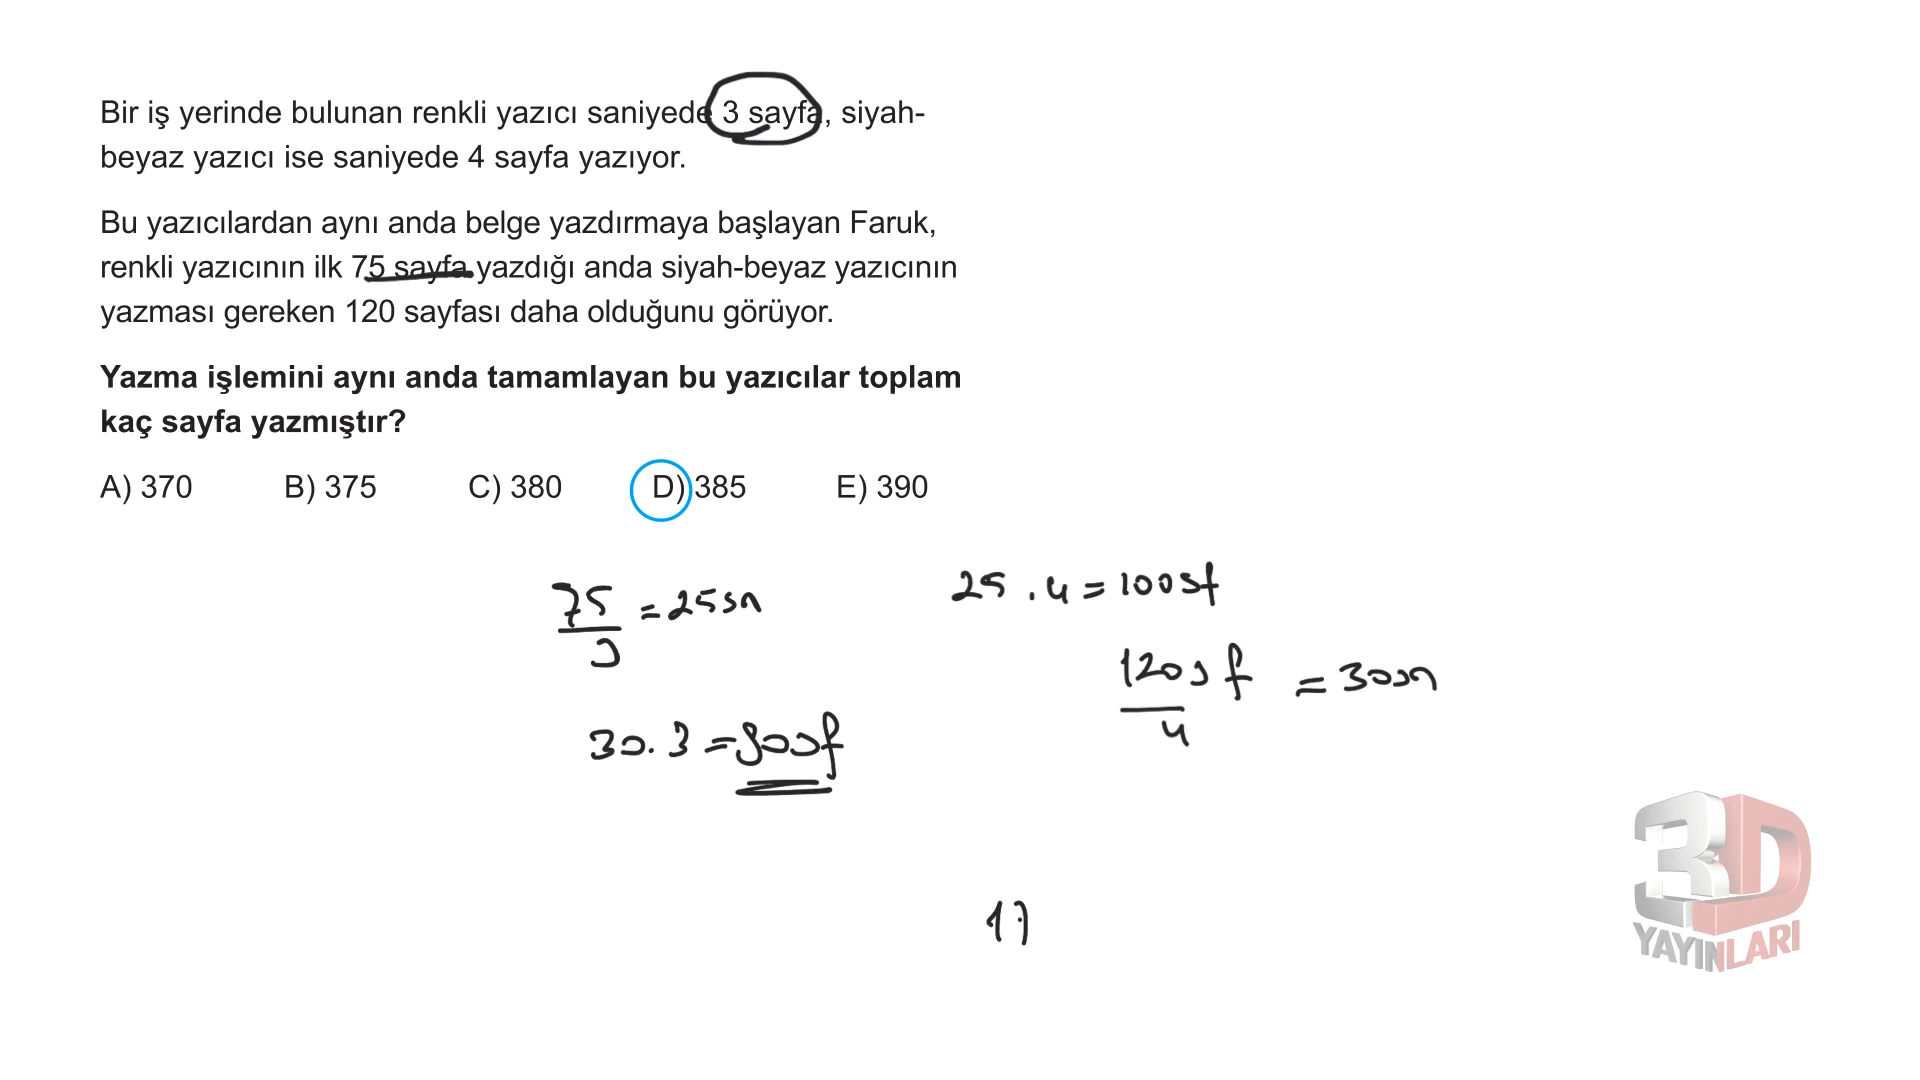 Bir iş yerinde bulunan renkli yazıcı saniyede 3 sayfa, siyah-
beyaz yazıcı ise saniyede 4 sayfa yazıyor.
Bu yazıcılardan aynı anda belge yazdırmaya başlayan Faruk,
renkli yazıcının ilk 75 sayfa yazdığı anda siyah-beyaz yazıcının
yazması gereken 120 sayfası daha olduğunu görüyor.
Yazma işlemini aynı anda tamamlayan bu yazıcılar toplam
kaç sayfa yazmıştır?
A) 370 B) 375 C) 380 D) 385 E) 390
75/3 = 25sn
25 . 4 = 100sf
120sf/4 = 30sn
30. 3 = 90sf
3D
YAYINLARI